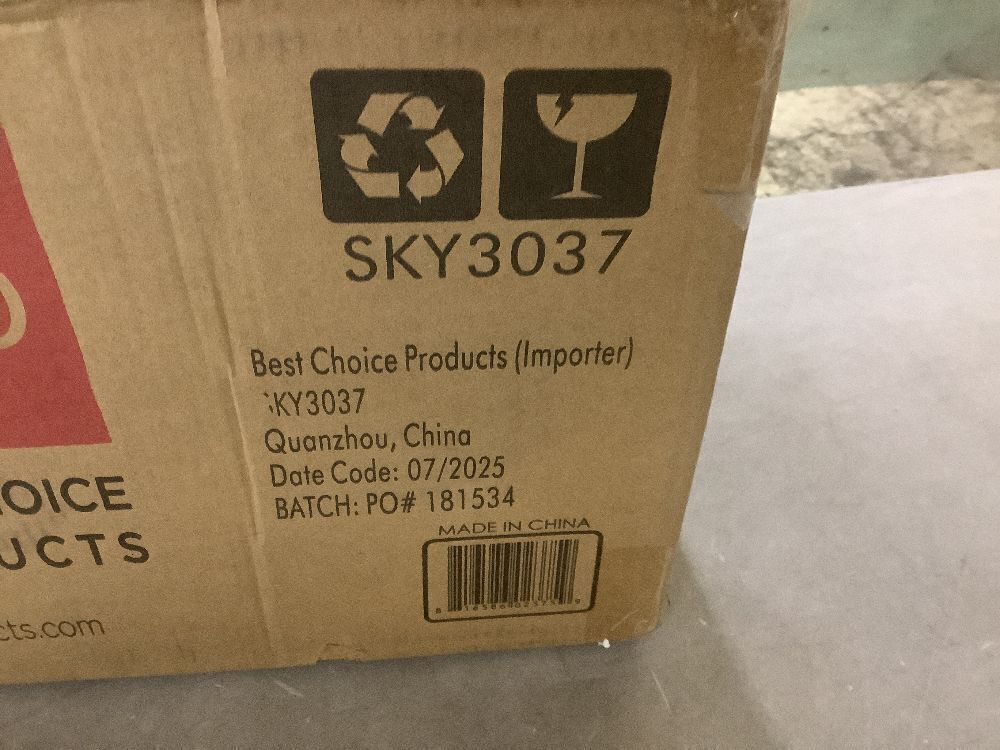 SKY3037
Best Choice Products (Importer)
KY3037
Quanzhou, China
Date Code: 07/2025
BATCH: PO# 181534
MADE IN CHINA
OICE
UCTS
cts.com